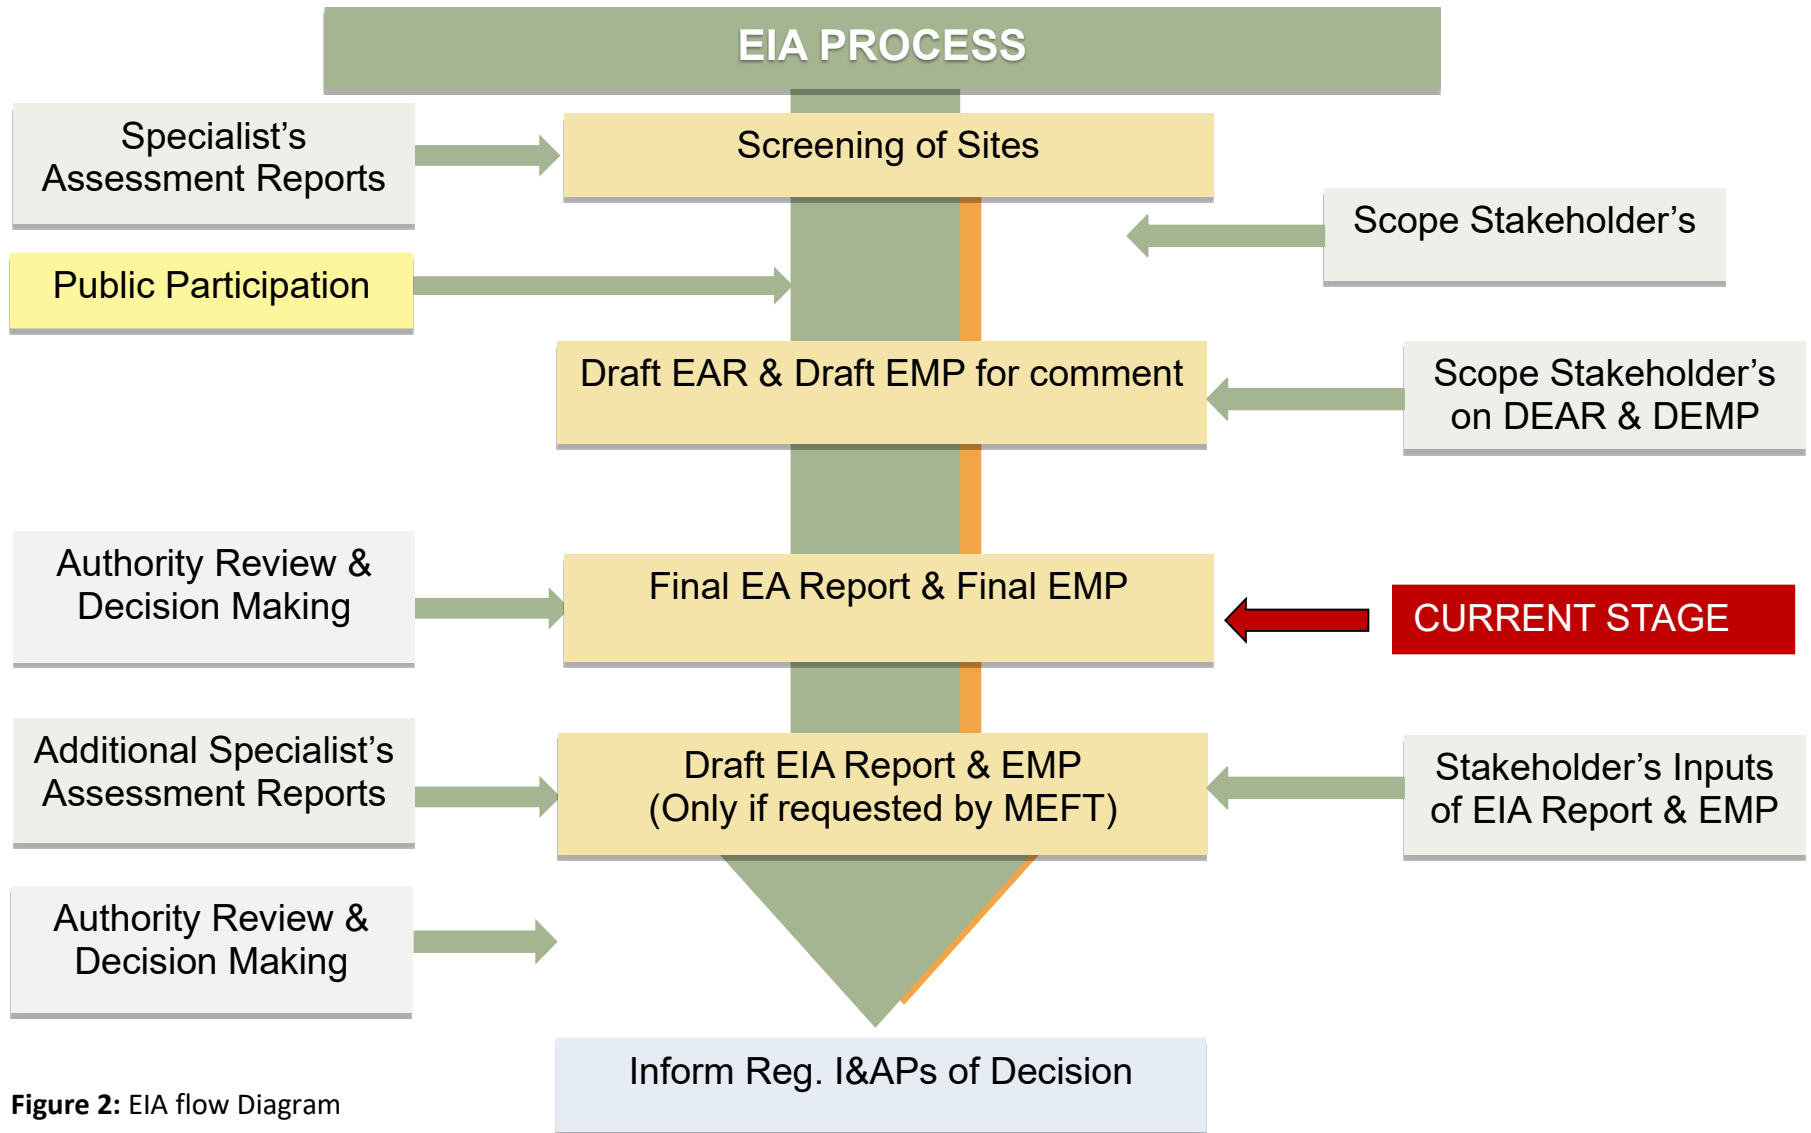 EIA PROCESS
Specialist’s
Assessment Reports
Screening of Sites
Scope Stakeholder’s
Public Participation
Draft EAR & Draft EMP for comment
Scope Stakeholder’s
on DEAR & DEMP
Authority Review &
Decision Making
Final EA Report & Final EMP
CURRENT STAGE
Additional Specialist’s
Assessment Reports
Draft EIA Report & EMP
(Only if requested by MEFT)
Stakeholder’s Inputs
of EIA Report & EMP
Authority Review &
Decision Making
Inform Reg. I&APs of Decision
Figure 2: EIA flow Diagram